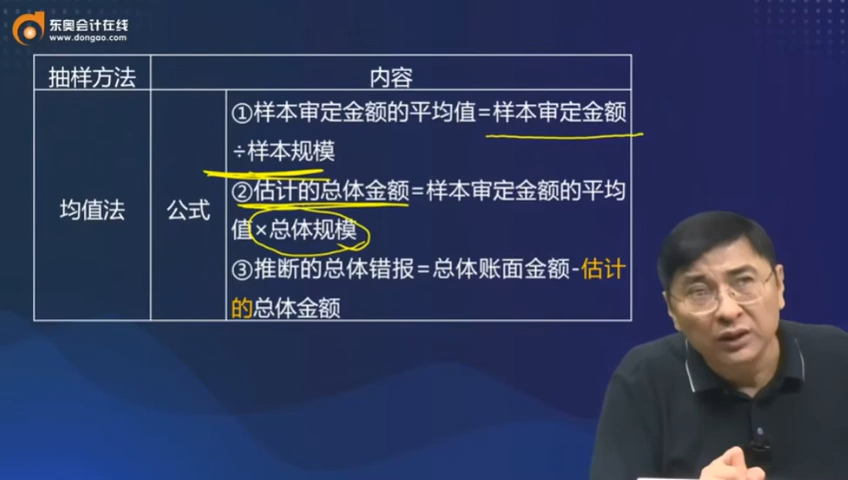 东奥会计在线
www.dongao.com
抽样方法 内容
均值法 公式
①样本审定金额的平均值=样本审定金额
÷样本规模
②估计的总体金额=样本审定金额的平均
值×总体规模
③推断的总体错报=总体账面金额-估计
的总体金额